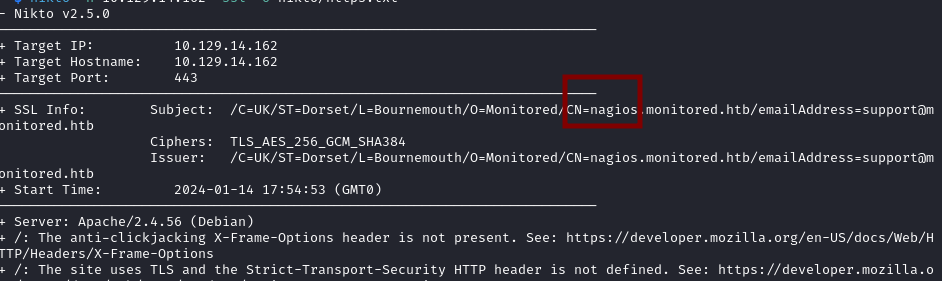 - Nikto v2.5.0
+ Target IP: 10.129.14.162
+ Target Hostname: 10.129.14.162
+ Target Port: 443
+ SSL Info: Subject: /C=UK/ST=Dorset/L=Bournemouth/O=Monitored/CN=nagios.monitored.htb/emailAddress=support@m
onitored.htb
Ciphers: TLS_AES_256_GCM_SHA384
Issuer: /C=UK/ST=Dorset/L=Bournemouth/O=Monitored/CN=nagios.monitored.htb/emailAddress=support@m
onitored.htb
+ Start Time: 2024-01-14 17:54:53 (GMT0)
+ Server: Apache/2.4.56 (Debian)
+ /: The anti-clickjacking X-Frame-Options header is not present. See: https://developer.mozilla.org/en-US/docs/Web/H
TTP/Headers/X-Frame-Options
+ /: The site uses TLS and the Strict-Transport-Security HTTP header is not defined. See: https://developer.mozilla.o